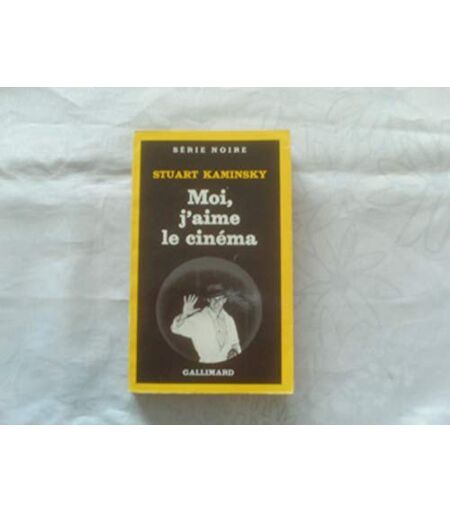 SÉRIE NOIRE
STUART KAMINSKY
Moi,
j'aime
le cinéma
GALLIMARD